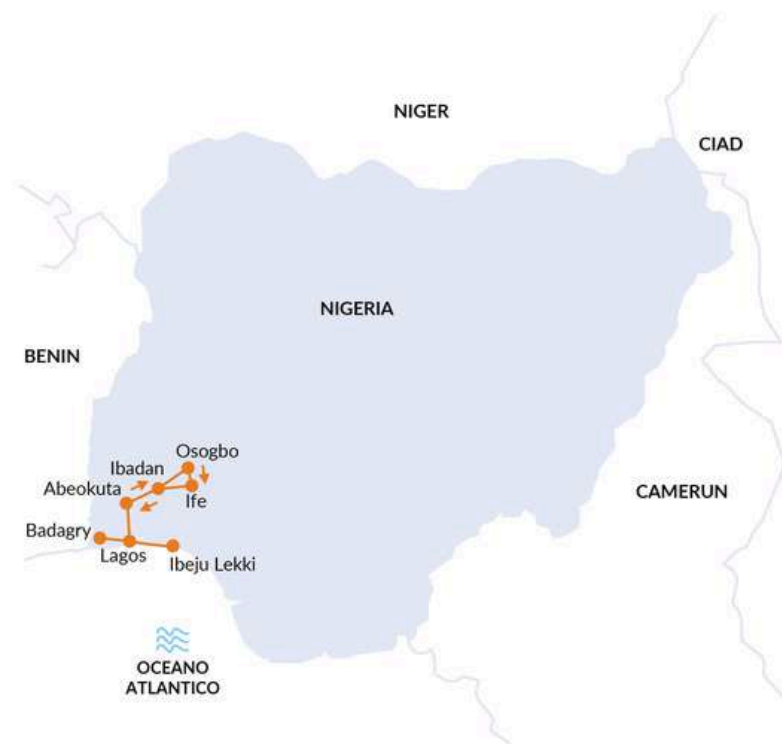 NIGER
CIAD
NIGERIA
BENIN
Osogbo
Ibadan
Abeokuta
Ife
CAMERUN
Badagry
Lagos
Ibeju Lekki
OCEANO
ATLANTICO